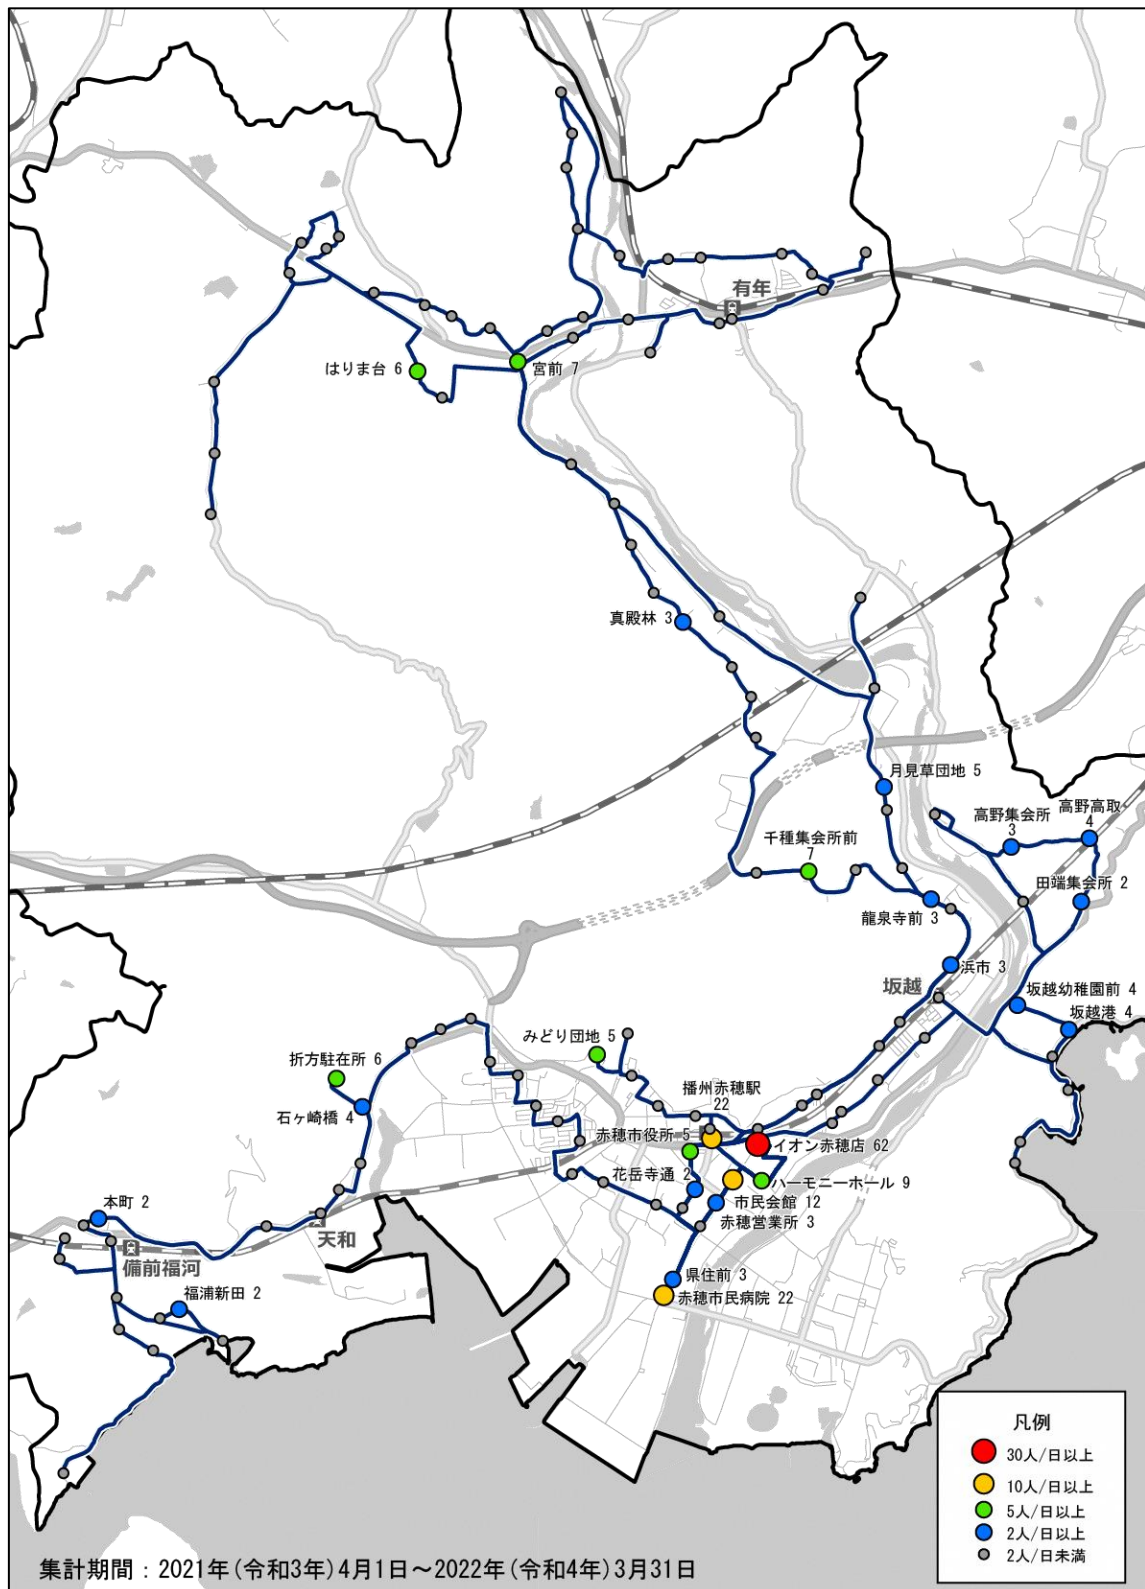 有年
はりま台 6
宮前 7
真殿林 3
月見草団地 5
高野集会所
3
高野高取
4
千種集会所前
7
田端集会所 2
龍泉寺前 3
浜市 3
坂越
坂越幼稚園前 4
坂越港 4
みどり団地 5
折方駐在所 6
播州赤穂駅
22
石ヶ崎橋 4
赤穂市役所 5
イオン赤穂店 62
花岳寺通 2
ハーモニーホール 9
本町 2
市民会館 12
赤穂営業所 3
天和
備前福河
県住前 3
福浦新田 2
赤穂市民病院 22
凡例
30人/日以上
10人/日以上
5人/日以上
2人/日以上
2人/日未満
集計期間：2021年(令和3年)4月1日～2022年(令和4年)3月31日